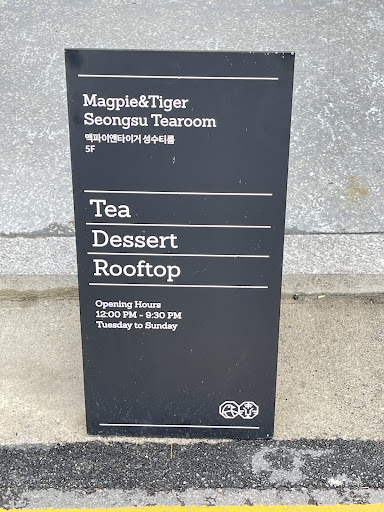 Magpie&Tiger
Seongsu Tearoom
맥파이앤타이거 성수티룸
5F
Tea
Dessert
Rooftop
Opening Hours
12:00 PM - 9:30 PM
Tuesday to Sunday